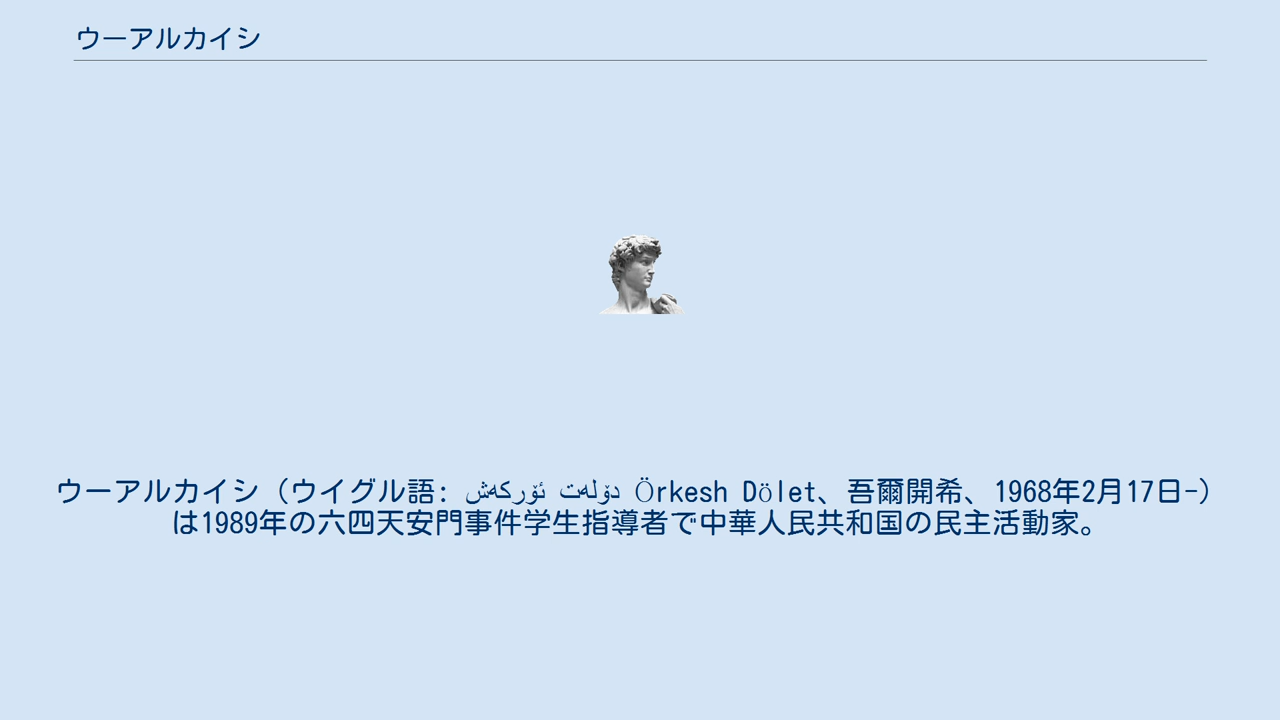 ウーアルカイシ
ウーアルカイシ（ウイグル語: ئۆركەش دۆلەت Örkesh Dölet、吾爾開希、1968年2月17日-）
は1989年の六四天安門事件学生指導者で中華人民共和国の民主活動家。